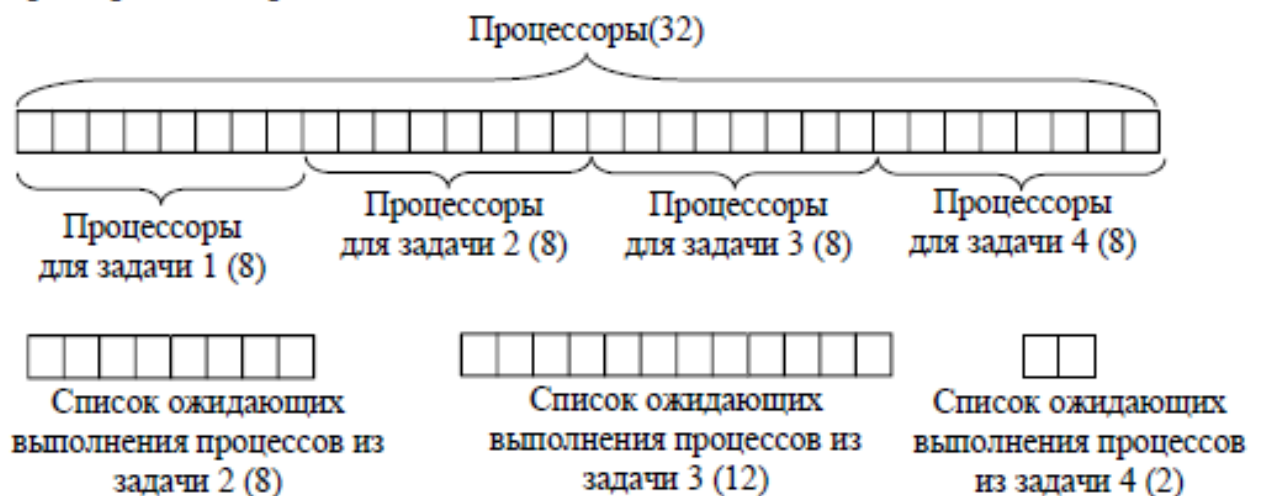 Процессоры(32)
Процессоры
для задачи 1 (8)
Процессоры
для задачи 2 (8)
Процессоры
для задачи 3 (8)
Процессоры
для задачи 4 (8)
Список ожидающих
выполнения процессов из
задачи 2 (8)
Список ожидающих
выполнения процессов из
задачи 3 (12)
Список ожидающих
выполнения процессов
из задачи 4 (2)